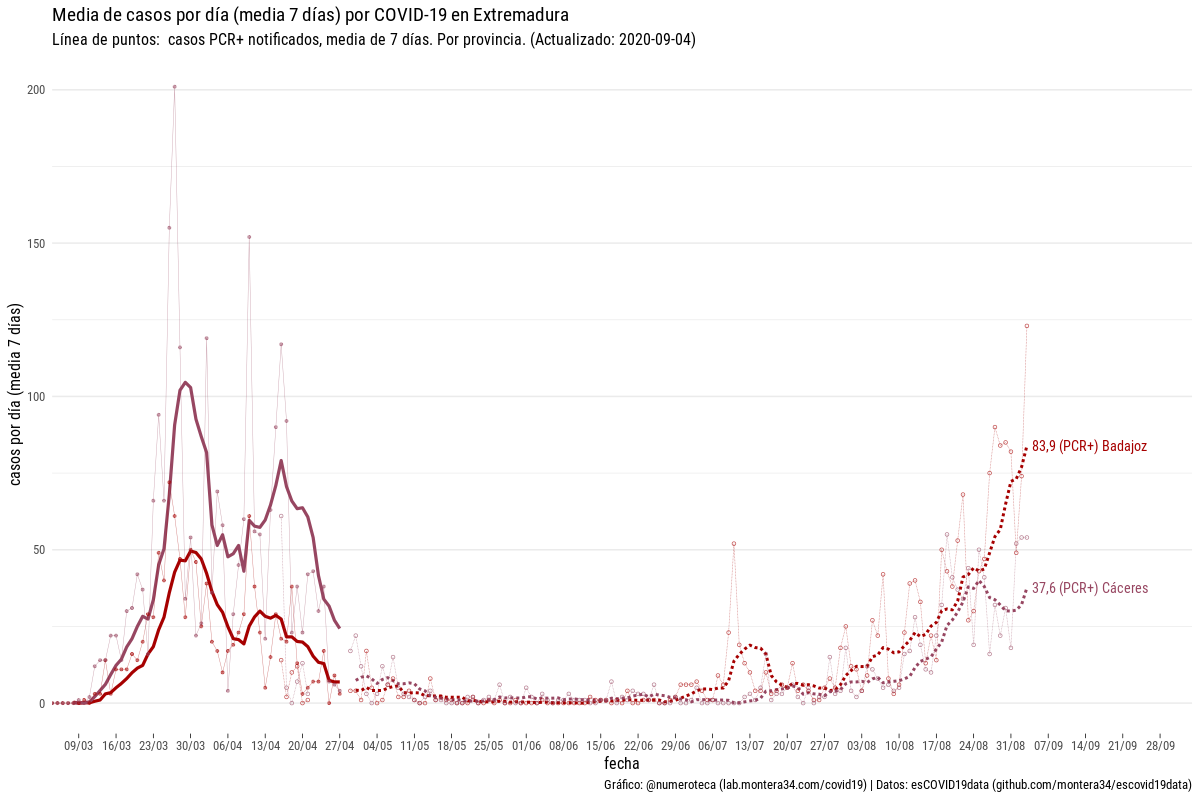 Media de casos por día (media 7 días) por COVID-19 en Extremadura
Línea de puntos:  casos PCR+ notificados, media de 7 días. Por provincia. (Actualizado: 2020-09-04)
casos por día (media 7 días)
200
150
100
50
0
83,9 (PCR+) Badajoz
37,6 (PCR+) Cáceres
09/03 16/03 23/03 30/03 06/04 13/04 20/04 27/04 04/05 11/05 18/05 25/05 01/06 08/06 15/06 22/06 29/06 06/07 13/07 20/07 27/07 03/08 10/08 17/08 24/08 31/08 07/09 14/09 21/09 28/09
fecha
Gráfico: @numeroteca (lab.montera34.com/covid19) | Datos: esCOVID19data (github.com/montera34/escovid19data)